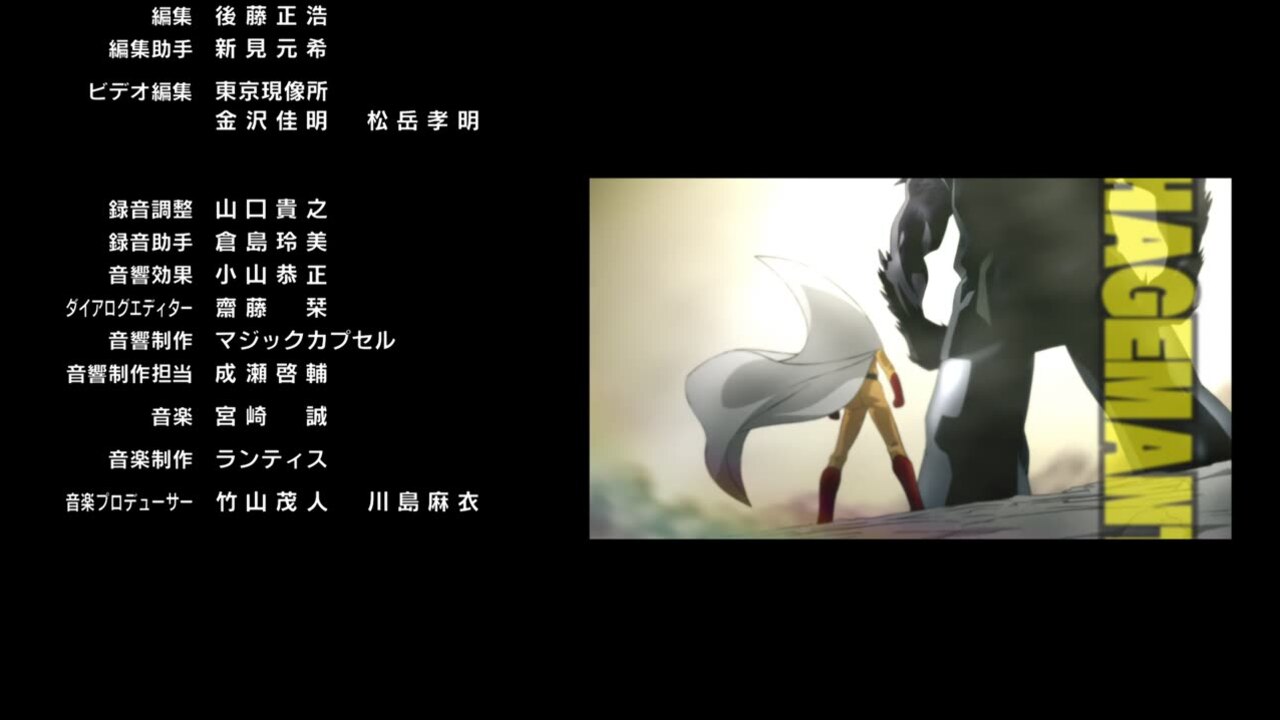 編集 後藤正浩
編集助手 新見元希
ビデオ編集 東京現像所
金沢佳明 松岳孝明
録音調整 山口貴之
録音助手 倉島玲美
音響効果 小山恭正
ダイアログエディター 齋藤 栞
音響制作 マジックカプセル
音響制作担当 成瀬啓輔
音楽 宮崎 誠
音楽制作 ランティス
音楽プロデューサー 竹山茂人 川島麻衣
HAGEMAN